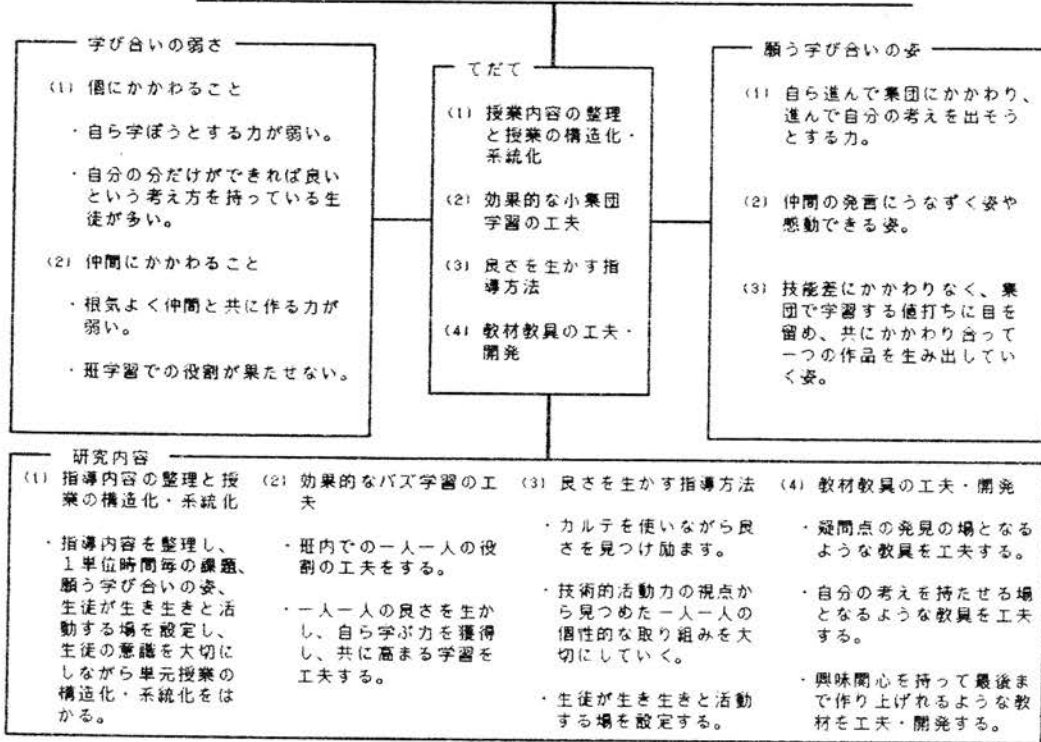 学び合いの弱さ
(1) 個にかかわること
・自ら学ぼうとする力が弱い。
・自分の分だけができれば良い
という考え方を持っている生
徒が多い。
(2) 仲間にかかわること
・根気よく仲間と共に作る力が
弱い。
・班学習での役割が果たせない。
てだて
(1) 授業内容の整理
と授業の構造化・
系統化
(2) 効果的な小集団
学習の工夫
(3) 良さを生かす指
導方法
(4) 教材教具の工夫・
開発
願う学び合いの姿
(1) 自ら進んで集団にかかわり、
進んで自分の考えを出そう
とする力。
(2) 仲間の発言にうなずく姿や
感動できる姿。
(3) 技能差にかかわりなく、集
団で学習する値打ちに目を
留め、共にかかわり合って
一つの作品を生み出してい
く姿。
研究内容
(1) 指導内容の整理と授
業の構造化・系統化
・指導内容を整理し、
1単位時間毎の課題、
願う学び合いの姿、
生徒が生き生きと活
動する場を設定し、
生徒の意識を大切に
しながら単元授業の
構造化・系統化をは
かる。
(2) 効果的なバズ学習の工
夫
・班内での一人一人の役
割の工夫をする。
・一人一人の良さを生か
し、自ら学ぶ力を獲得
し、共に高まる学習を
工夫する。
(3) 良さを生かす指導方法
・カルテを使いながら良
さを見つけ励ます。
・技術的活動力の視点か
ら見つめた一人一人の
個性的な取り組みを大
切にしていく。
・生徒が生き生きと活動
する場を設定する。
(4) 教材教具の工夫・開発
・疑問点の発見の場となる
ような教具を工夫する。
・自分の考えを持たせる場
となるような教具を工夫
する。
・興味関心を持って最後ま
で作り上げれるような教
材を工夫・開発する。